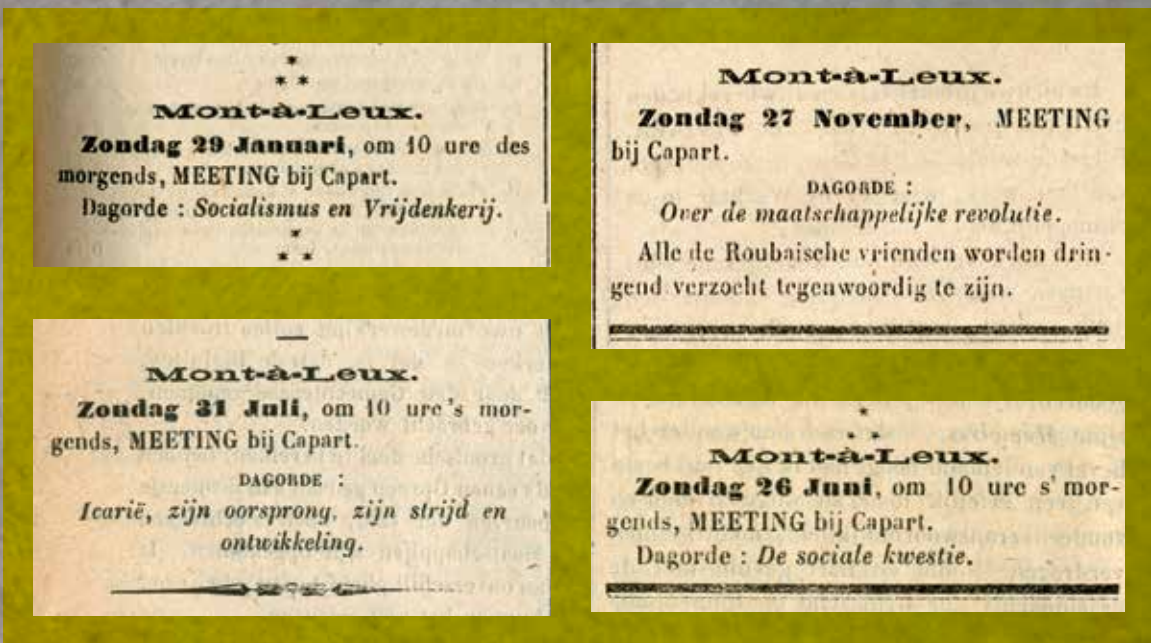 Mont-à-Leux.
Zondag 29 Januari, om 10 ure des
morgends, MEETING bij Capart.
Dagorde : Socialismus en Vrijdenkerij.
Mont-à-Leux.
Zondag 31 Juli, om 10 ure's mor-
gends, MEETING bij Capart.
DAGORDE :
Icarië, zijn oorsprong, zijn strijd en
ontwikkeling.
Mont-à-Leux.
Zondag 27 November, MEETING
bij Capart.
DAGORDE :
Over de maatschappelijke revolutie.
Alle de Roubaische vrienden worden drin-
gend verzocht tegenwoordig te zijn.
Mont-à-Leux.
Zondag 26 Juni, om 10 ure s' mor-
gends, MEETING bij Capart.
Dagorde : De sociale kwestie.